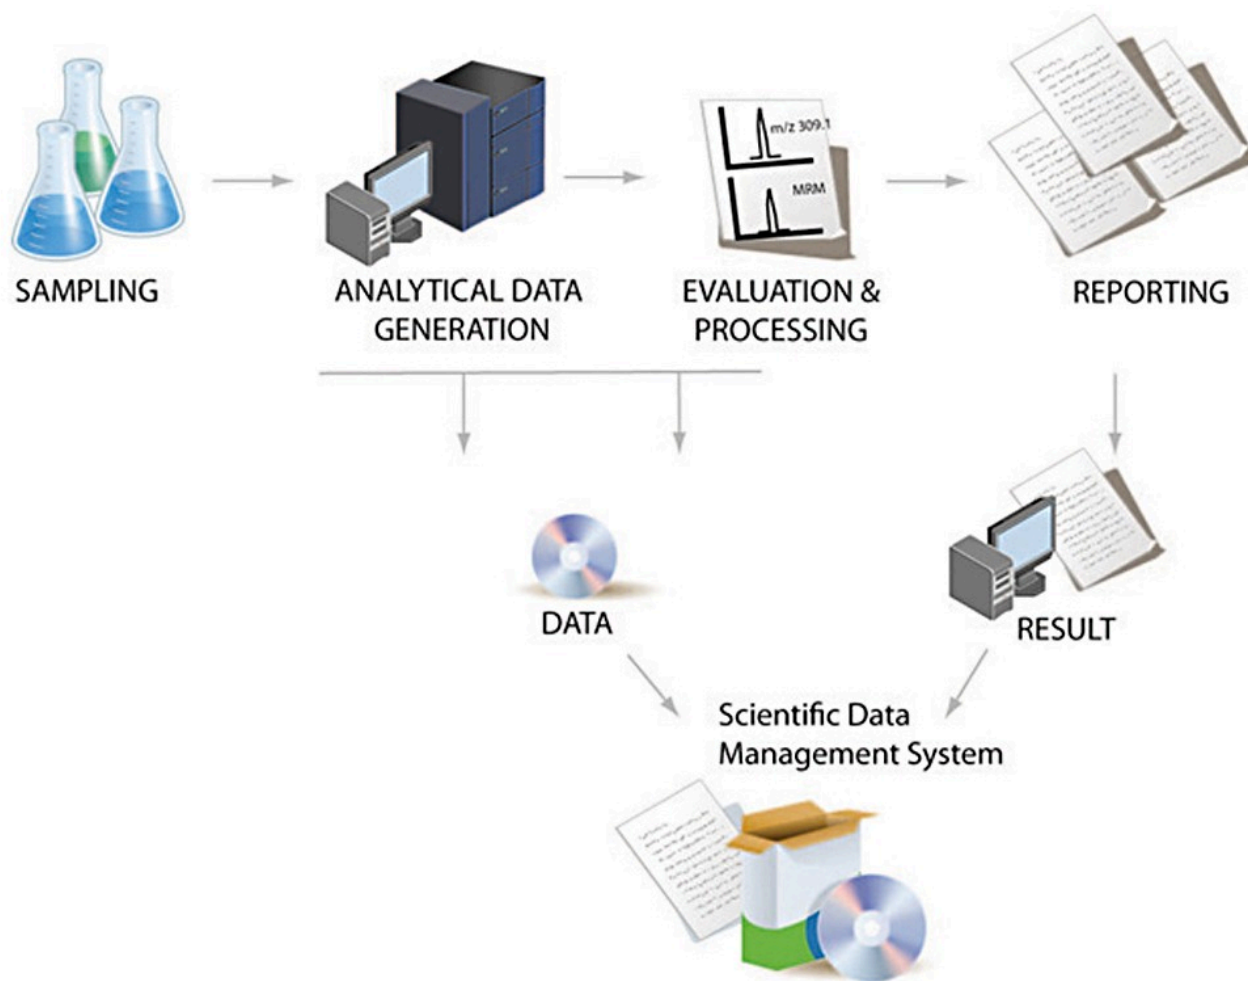 m/z 309.1
MRM
SAMPLING
ANALYTICAL DATA
GENERATION
EVALUATION &
PROCESSING
REPORTING
DATA
RESULT
Scientific Data
Management System